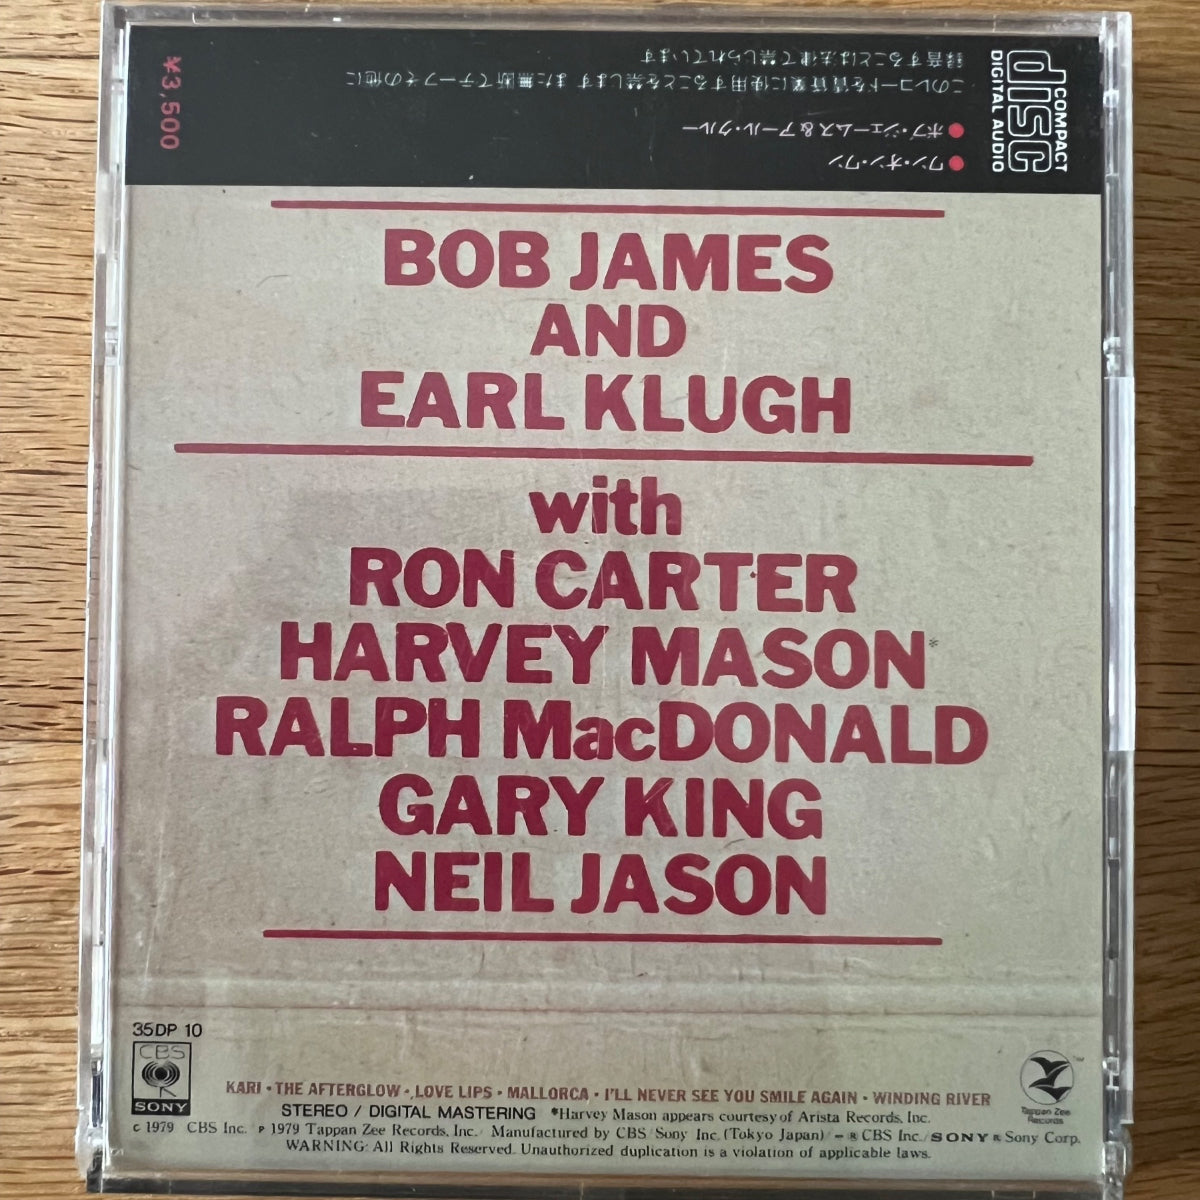 ¥3,500
このレコードを賃貸業に使用することを禁じます また無断でテープその他に
録音することは法律で禁じられています
ボブ・ジェームス&アール・クルー
ワン・オン・ワン
COMPACT
disc
DIGITAL AUDIO
BOB JAMES
AND
EARL KLUGH
with
RON CARTER
HARVEY MASON*
RALPH MacDONALD
GARY KING
NEIL JASON
35DP 10
CBS
SONY
KARI • THE AFTERGLOW • LOVE LIPS • MALLORCA • I'LL NEVER SEE YOU SMILE AGAIN • WINDING RIVER
STEREO / DIGITAL MASTERING *Harvey Mason appears courtesy of Arista Records, Inc.
c 1979 CBS Inc. P 1979 Tappan Zee Records, Inc. Manufactured by CBS/Sony Inc. (Tokyo Japan) ® CBS Inc./SONY ® Sony Corp.
WARNING: All Rights Reserved. Unauthorized duplication is a violation of applicable laws.
Tappan Zee
Records